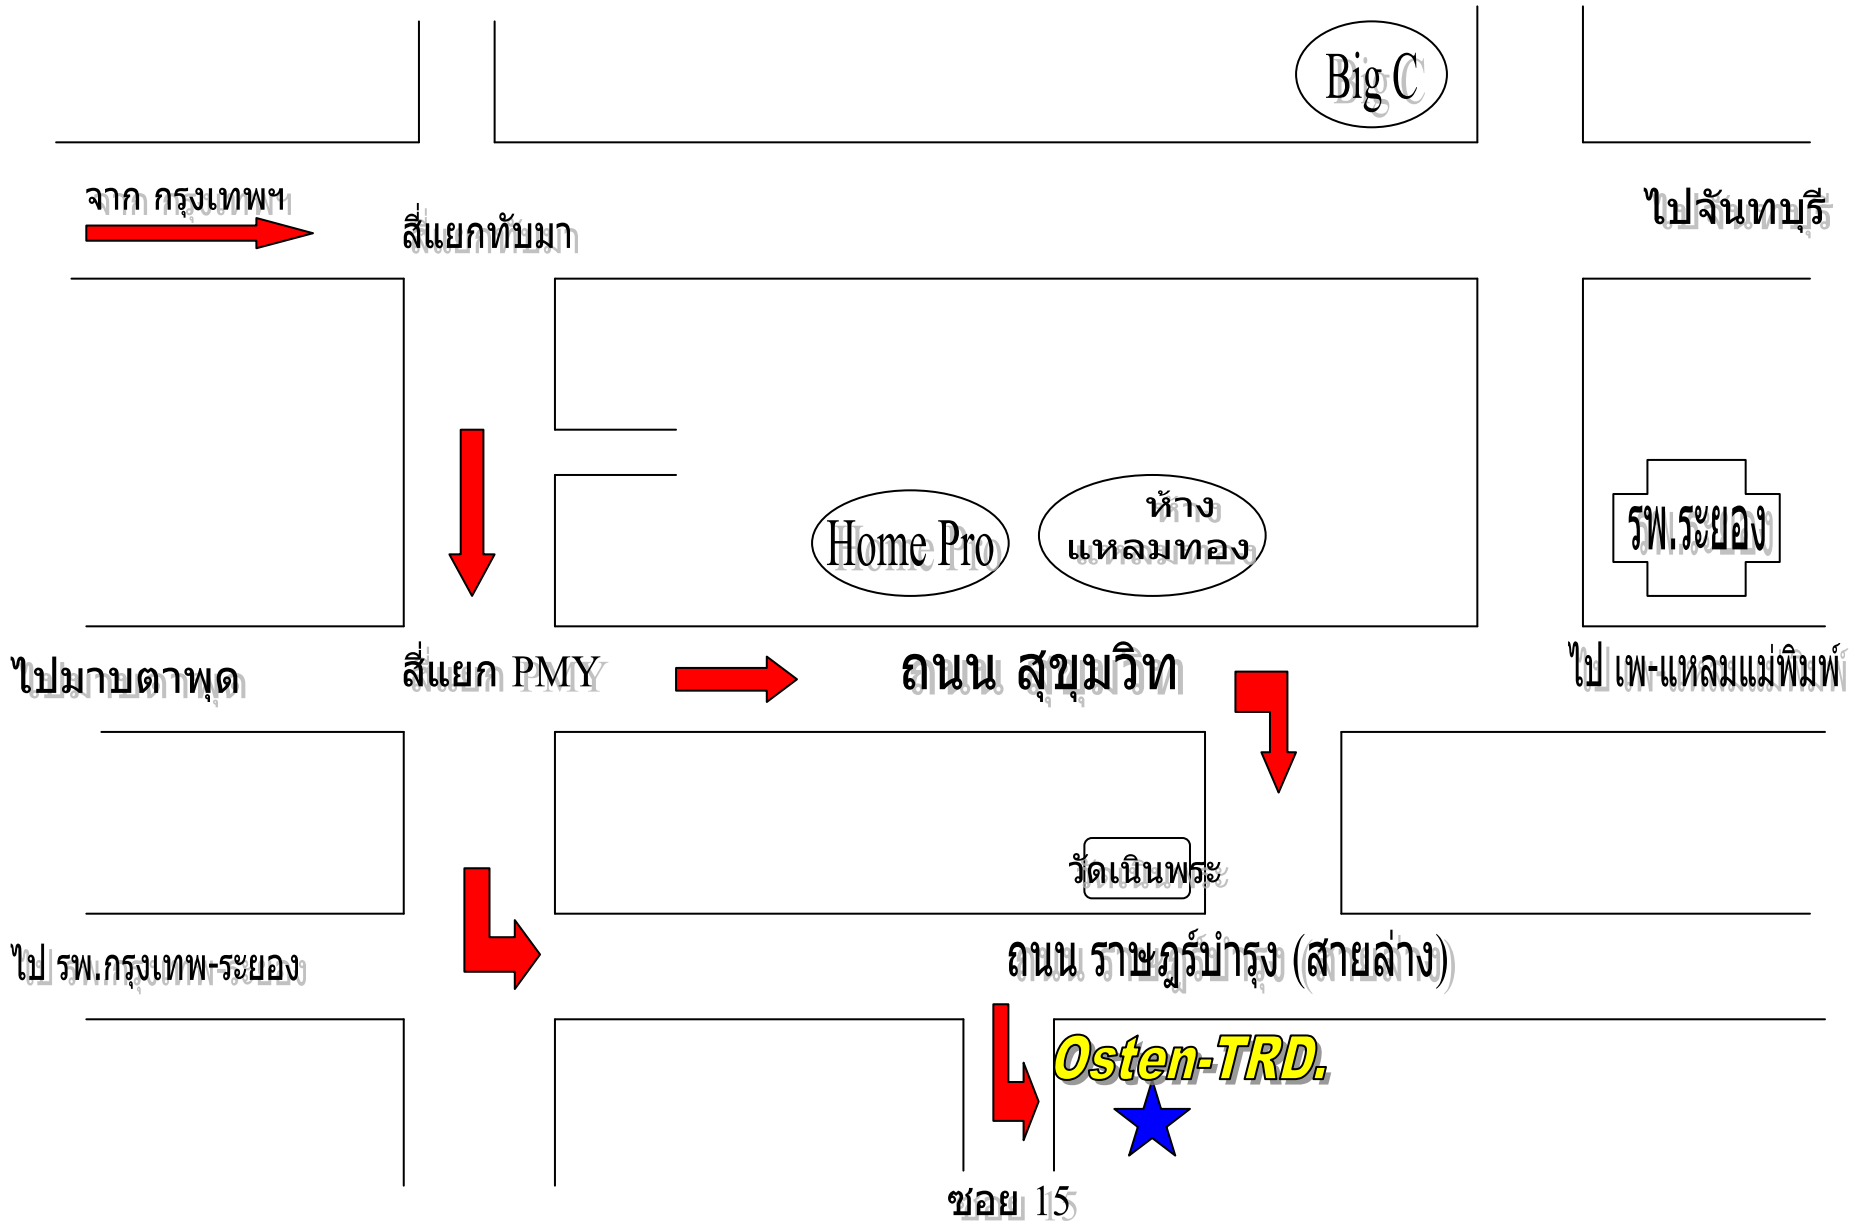 Big C
จาก กรุงเทพฯ
สี่แยกทับมา
ไปจันทบุรี
Home Pro
ห้าง
แหลมทอง
รพ.ระยอง
ไปมาบตาพุด
สี่แยก PMY
ถนน สุขุมวิท
ไป เพ-แหลมแม่พิมพ์
วัดเนินพระ
ไป รพ.กรุงเทพ-ระยอง
ถนน ราษฎร์บำรุง (สายล่าง)
Osten-TRD.
ซอย 15